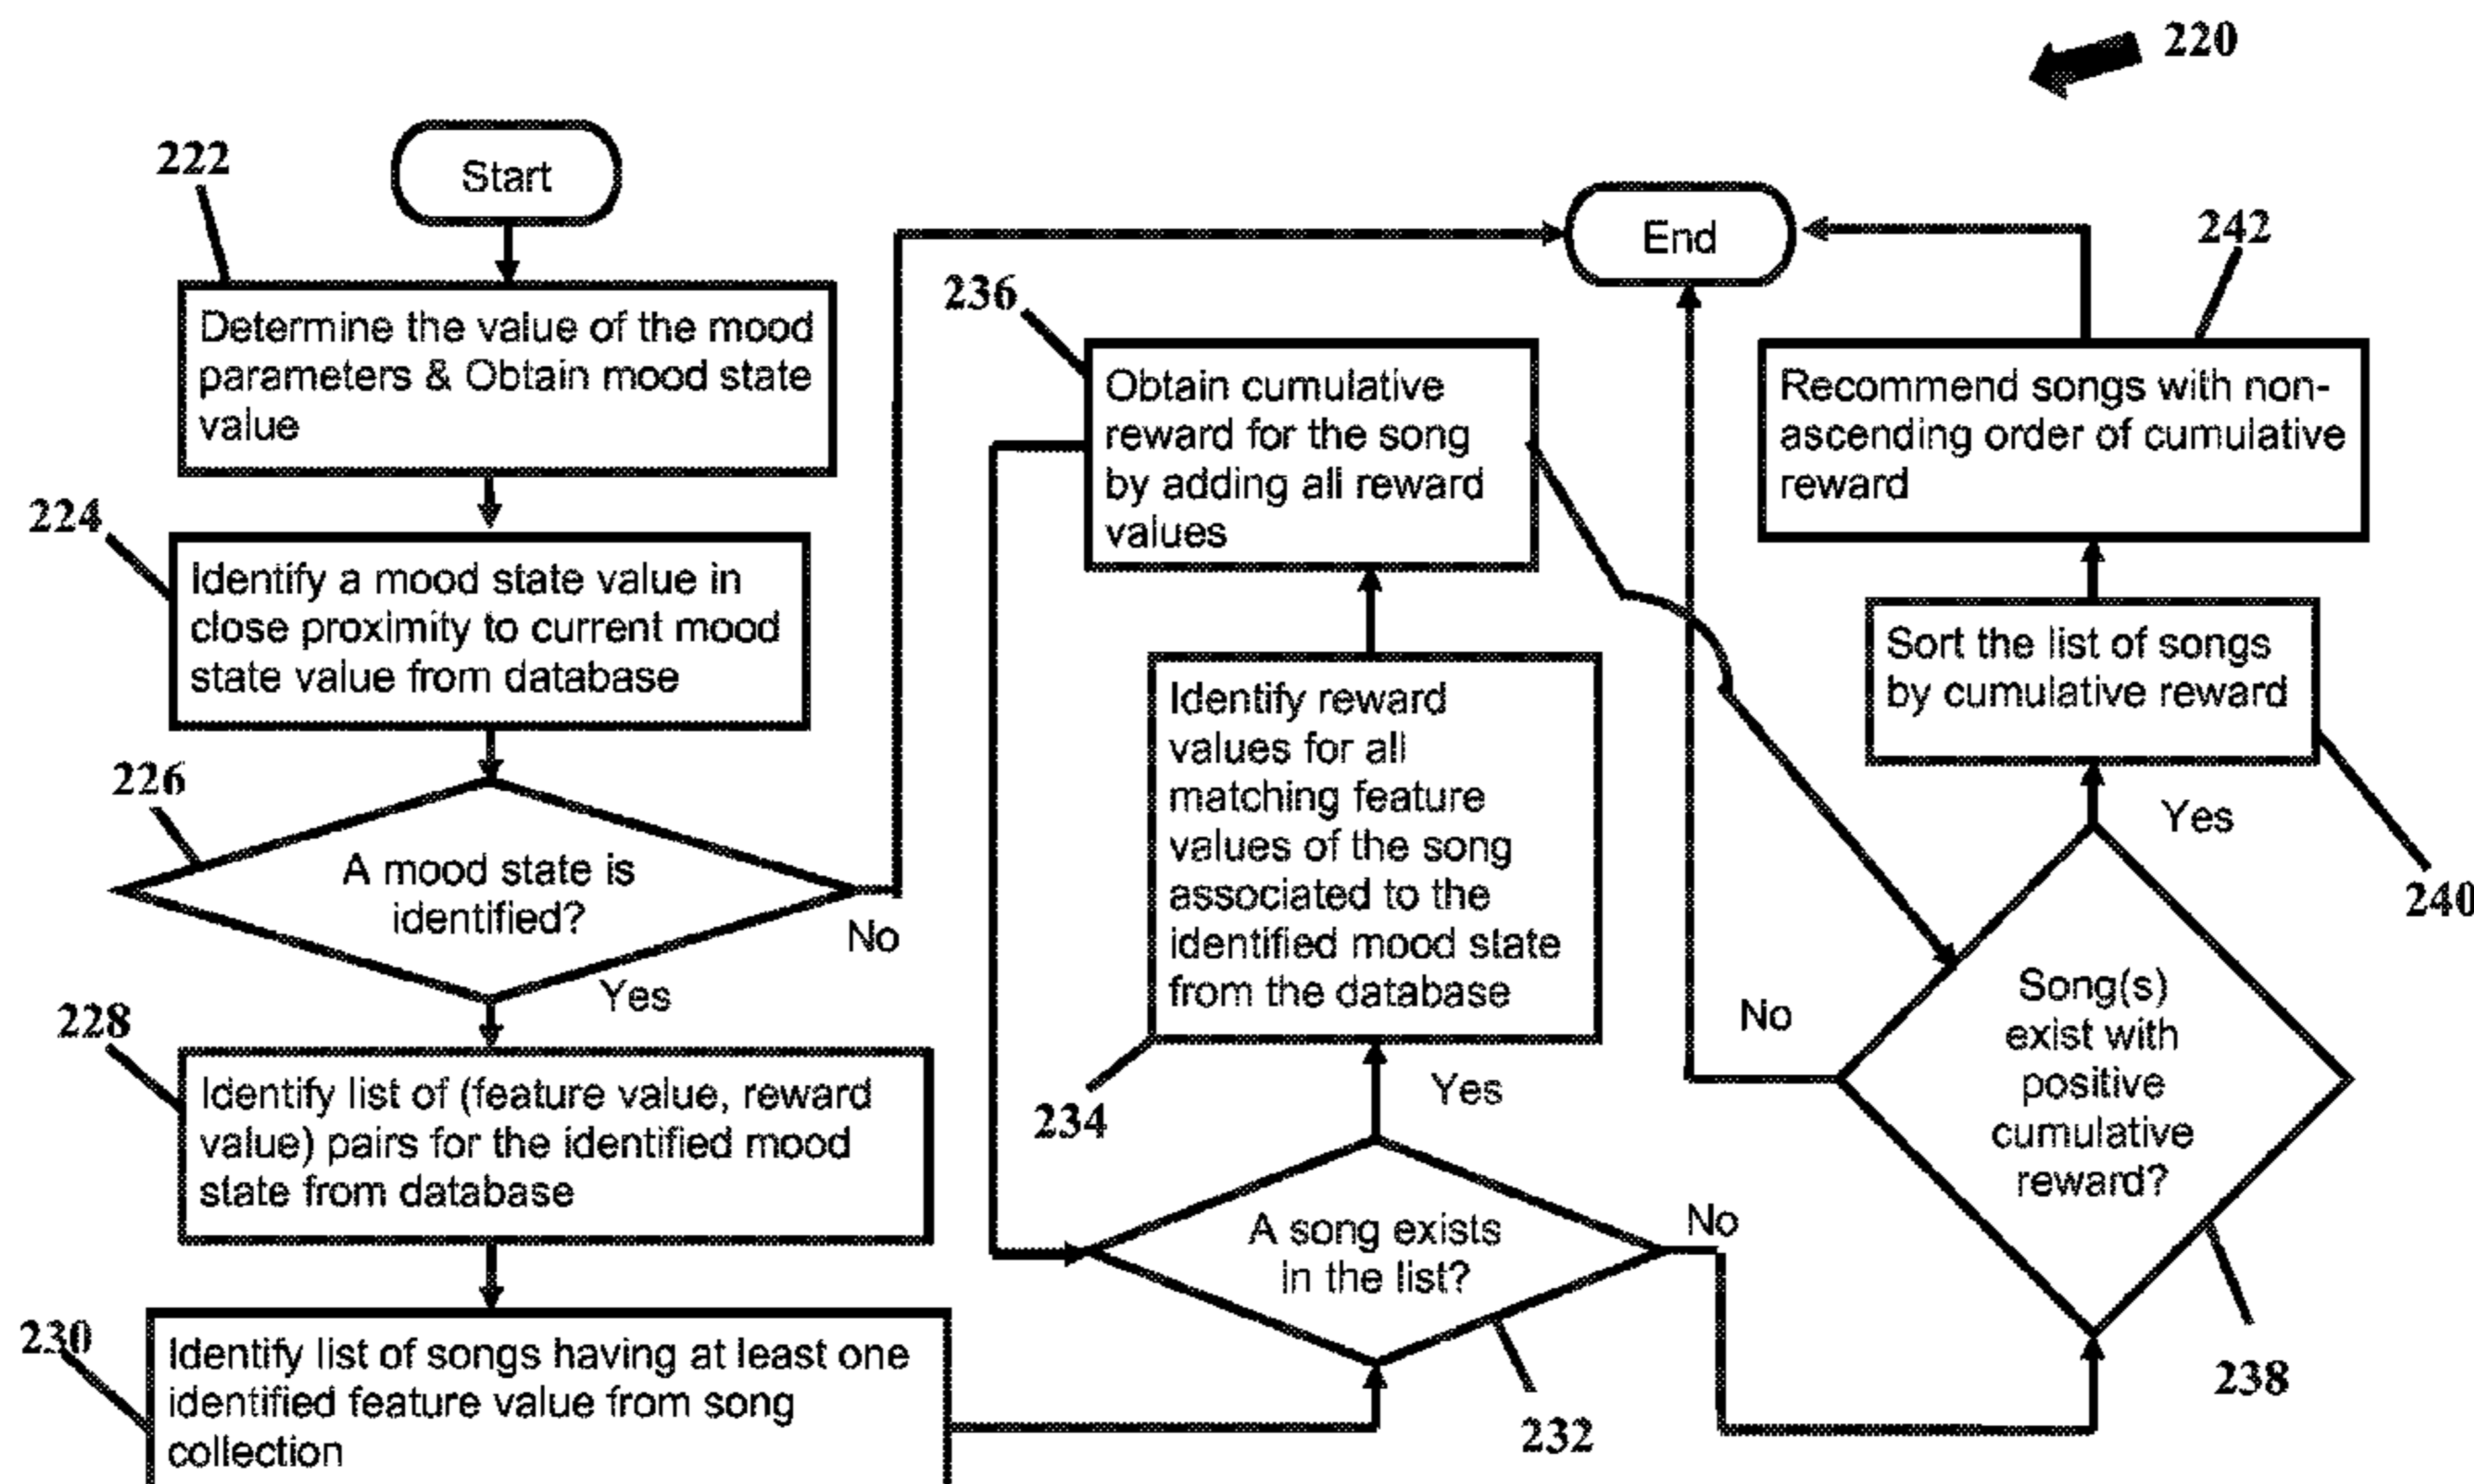 220
Start
222
Determine the value of the mood
parameters & Obtain mood state
value
224
Identify a mood state value in
close proximity to current mood
state value from database
226
A mood state is
identified?
No
Yes
228
Identify list of (feature value, reward
value) pairs for the identified mood
state from database
230
Identify list of songs having at least one
identified feature value from song
collection
232
A song exists
in the list?
Yes
No
234
Identify reward
values for all
matching feature
values of the song
associated to the
identified mood state
from the database
236
Obtain cumulative
reward for the song
by adding all reward
values
238
Song(s)
exist with
positive
cumulative
reward?
No
Yes
240
Sort the list of songs
by cumulative reward
242
Recommend songs with non-
ascending order of cumulative
reward
End